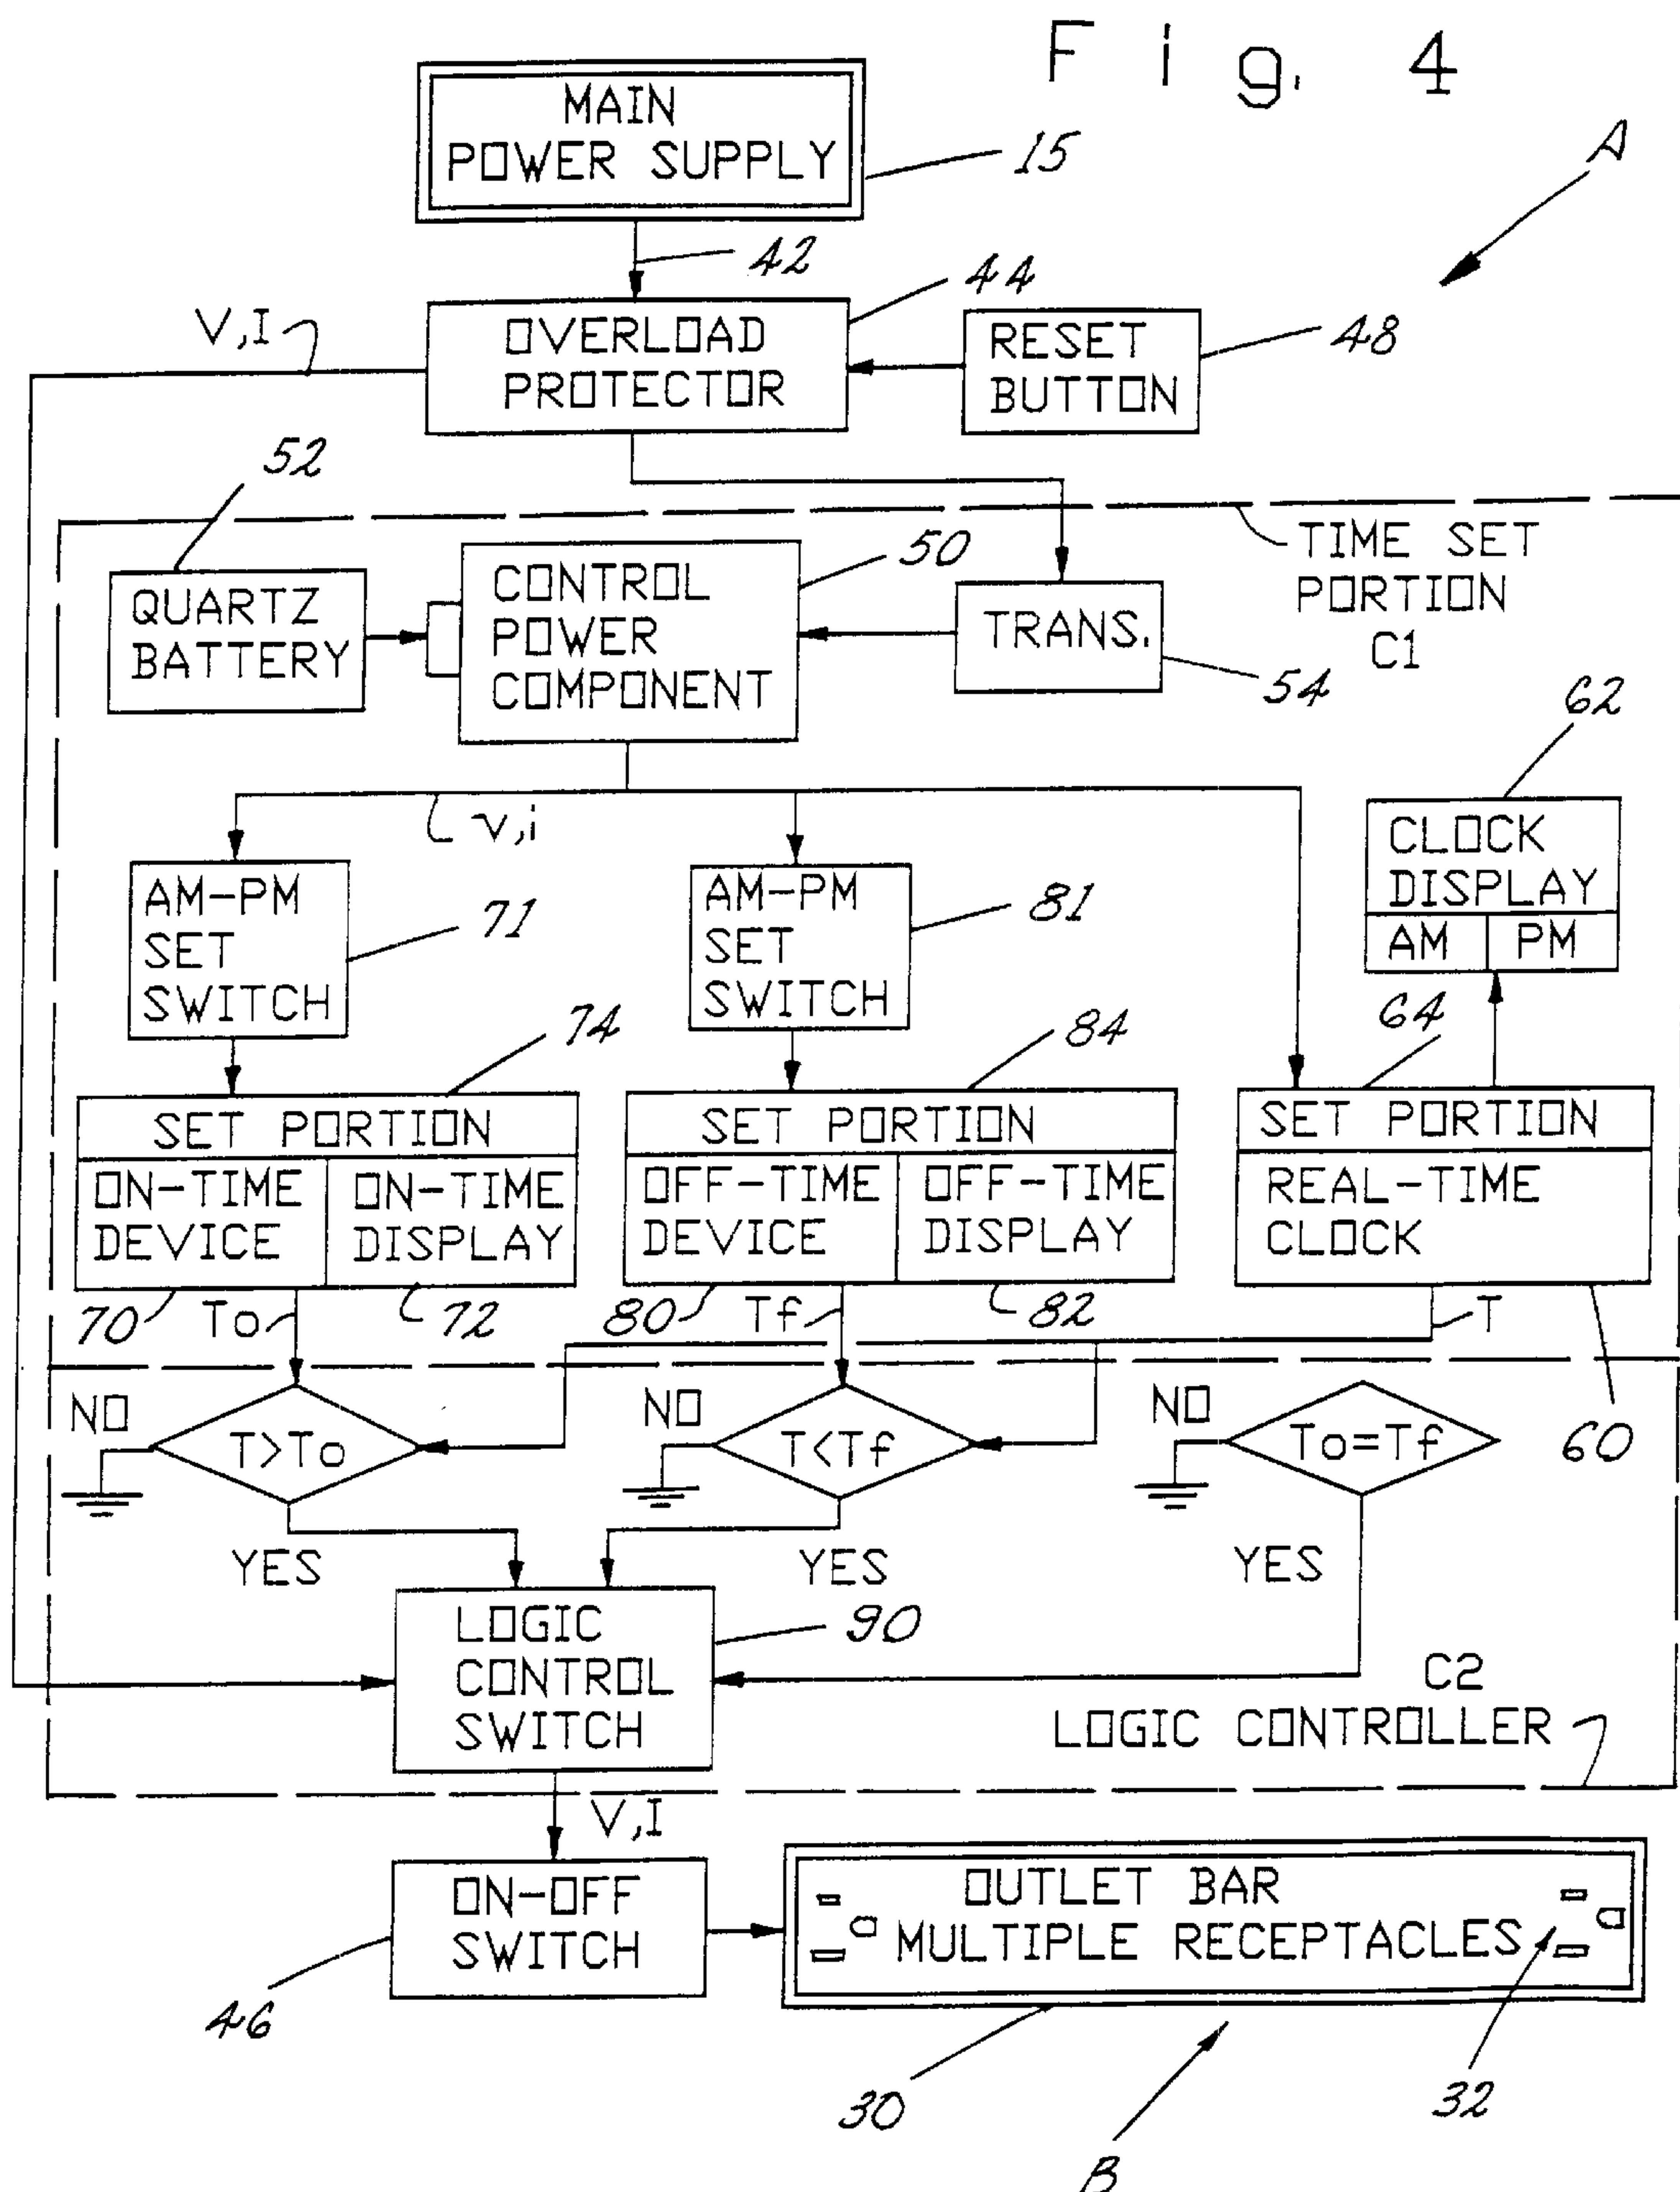 Fig. 4
MAIN
POWER SUPPLY
15
A
42
44
V,I
OVERLOAD
PROTECTOR
RESET
BUTTON
48
52
TIME SET
PORTION
C1
50
QUARTZ
BATTERY
CONTROL
POWER
COMPONENT
TRANS.
54
62
v,i
CLOCK
DISPLAY
AM
PM
AM-PM
SET
SWITCH
71
AM-PM
SET
SWITCH
81
74
84
64
SET PORTION
ON-TIME
DEVICE
ON-TIME
DISPLAY
SET PORTION
OFF-TIME
DEVICE
OFF-TIME
DISPLAY
SET PORTION
REAL-TIME
CLOCK
70
To
72
80
Tf
82
T
NO
T>To
NO
T<Tf
NO
To=Tf
60
YES
YES
YES
LOGIC
CONTROL
SWITCH
90
C2
LOGIC CONTROLLER
V,I
ON-OFF
SWITCH
OUTLET BAR
MULTIPLE RECEPTACLES
46
30
32
B